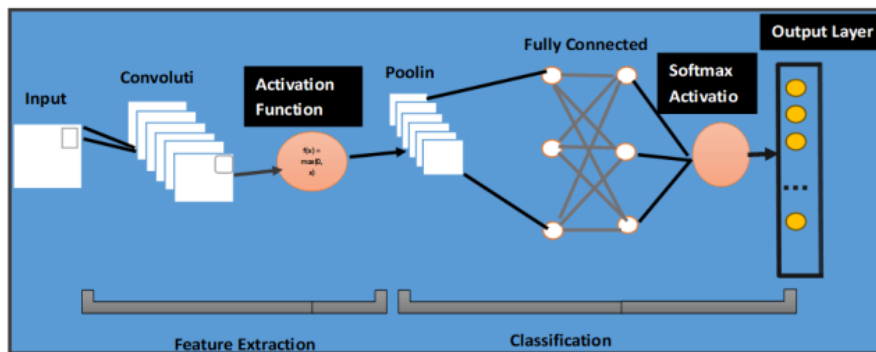 Input
Convoluti
Activation
Function
f(x) =
max(0,
x)
Poolin
Fully Connected
Softmax
Activatio
Output Layer
...
Feature Extraction
Classification